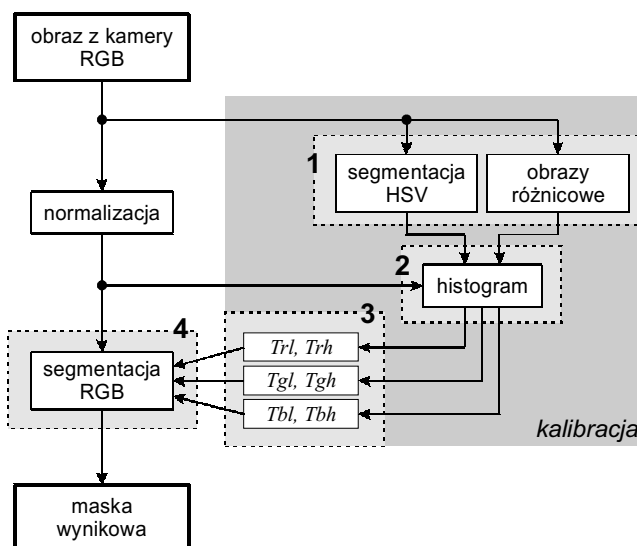 obraz z kamery
RGB
1
segmentacja
HSV
obrazy
różnicowe
normalizacja
2
histogram
3
4
Trl, Trh
segmentacja
RGB
Tgl, Tgh
Tbl, Tbh
kalibracja
maska
wynikowa